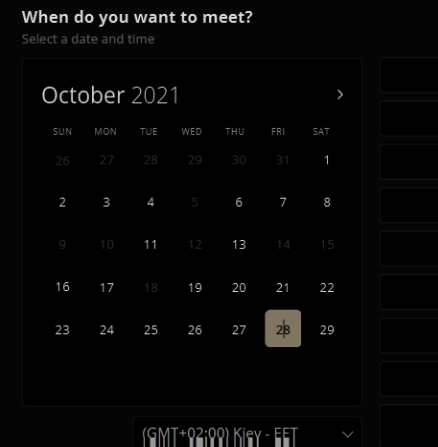 When do you want to meet?
Select a date and time
October 2021
SUN MON TUE WED THU FRI SAT
26 27 28 29 30 31 1
2 3 4 5 6 7 8
9 10 11 12 13 14 15
16 17 18 19 20 21 22
23 24 25 26 27 28 29
(GMT+02:00) Kiev - EET